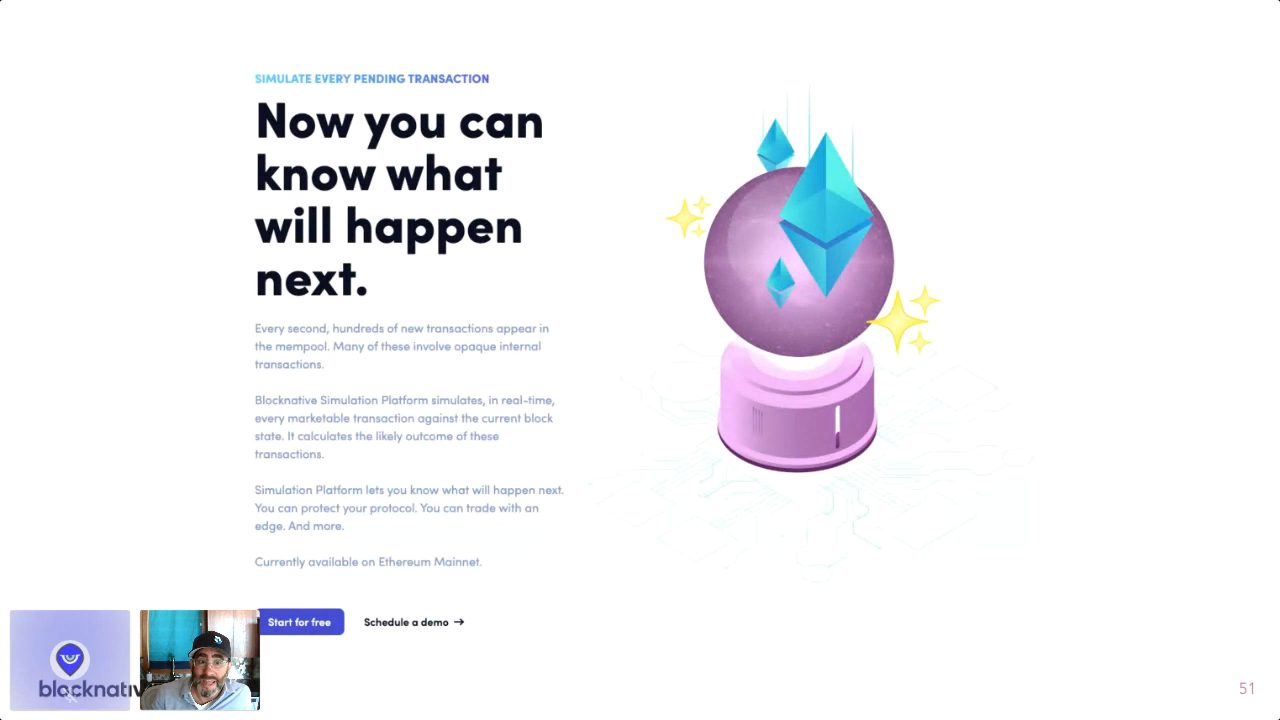 SIMULATE EVERY PENDING TRANSACTION
Now you can
know what
will happen
next.
Every second, hundreds of new transactions appear in
the mempool. Many of these involve opaque internal
transactions.
Blocknative Simulation Platform simulates, in real-time,
every marketable transaction against the current block
state. It calculates the likely outcome of these
transactions.
Simulation Platform lets you know what will happen next.
You can protect your protocol. You can trade with an
edge. And more.
Currently available on Ethereum Mainnet.
Start for free
Schedule a demo →
blocknativ
51